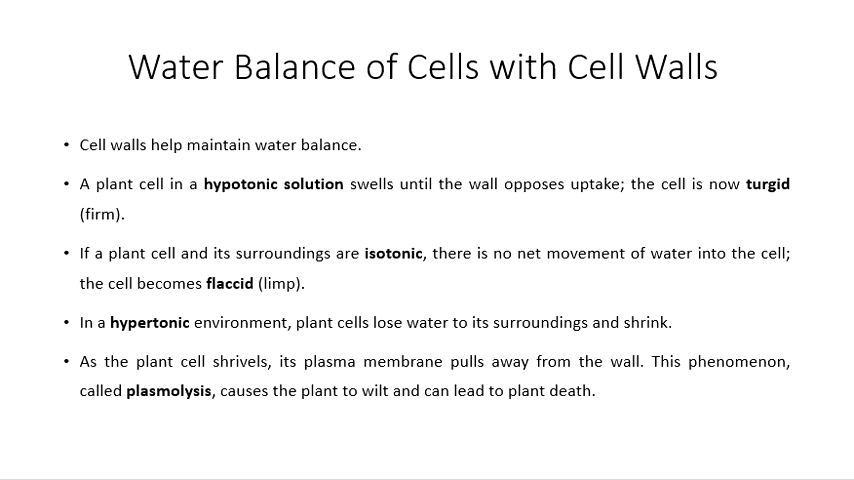 Water Balance of Cells with Cell Walls
• Cell walls help maintain water balance.
• A plant cell in a hypotonic solution swells until the wall opposes uptake; the cell is now turgid
(firm).
• If a plant cell and its surroundings are isotonic, there is no net movement of water into the cell;
the cell becomes flaccid (limp).
• In a hypertonic environment, plant cells lose water to its surroundings and shrink.
• As the plant cell shrivels, its plasma membrane pulls away from the wall. This phenomenon,
called plasmolysis, causes the plant to wilt and can lead to plant death.